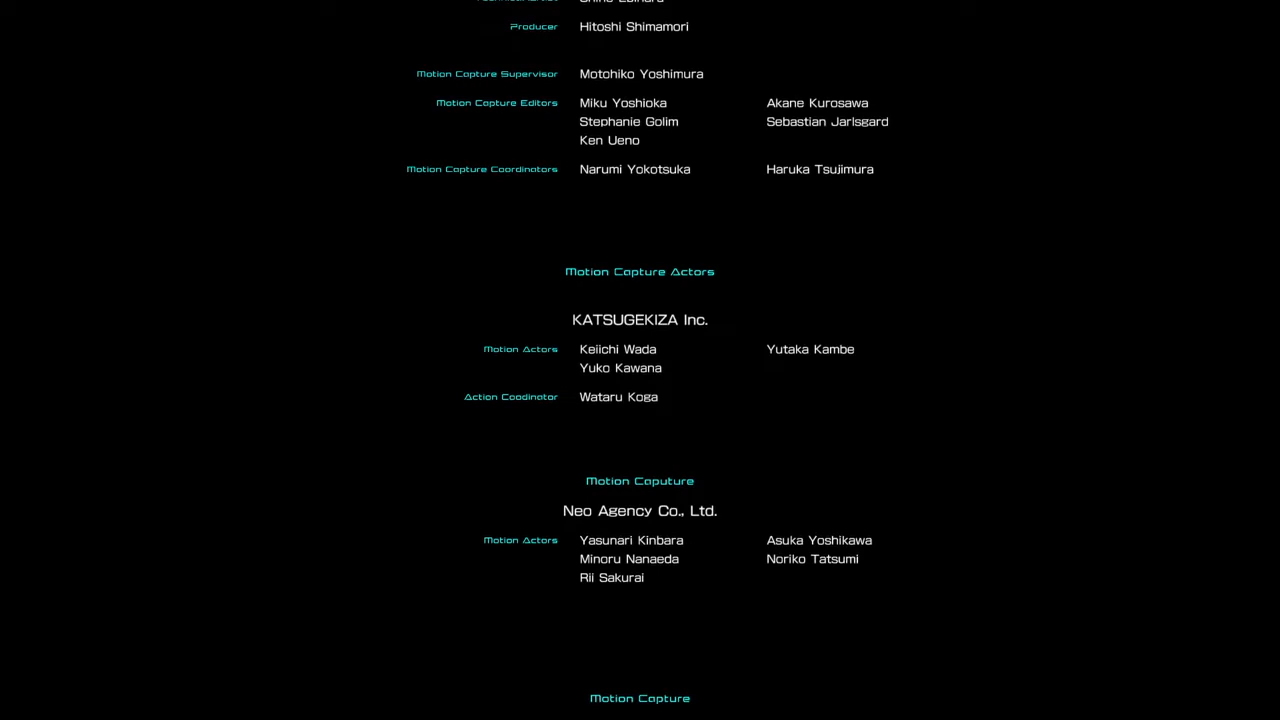 Producer Hitoshi Shimamori
Motion Capture Supervisor Motohiko Yoshimura
Motion Capture Editors Miku Yoshioka Akane Kurosawa
Stephanie Golim Sebastian Jarlsgard
Ken Ueno
Motion Capture Coordinators Narumi Yokotsuka Haruka Tsujimura
Motion Capture Actors
KATSUGEKIZA Inc.
Motion Actors Keiichi Wada Yutaka Kambe
Yuko Kawana
Action Coodinator Wataru Koga
Motion Caputure
Neo Agency Co., Ltd.
Motion Actors Yasunari Kinbara Asuka Yoshikawa
Minoru Nanaeda Noriko Tatsumi
Rii Sakurai
Motion Capture